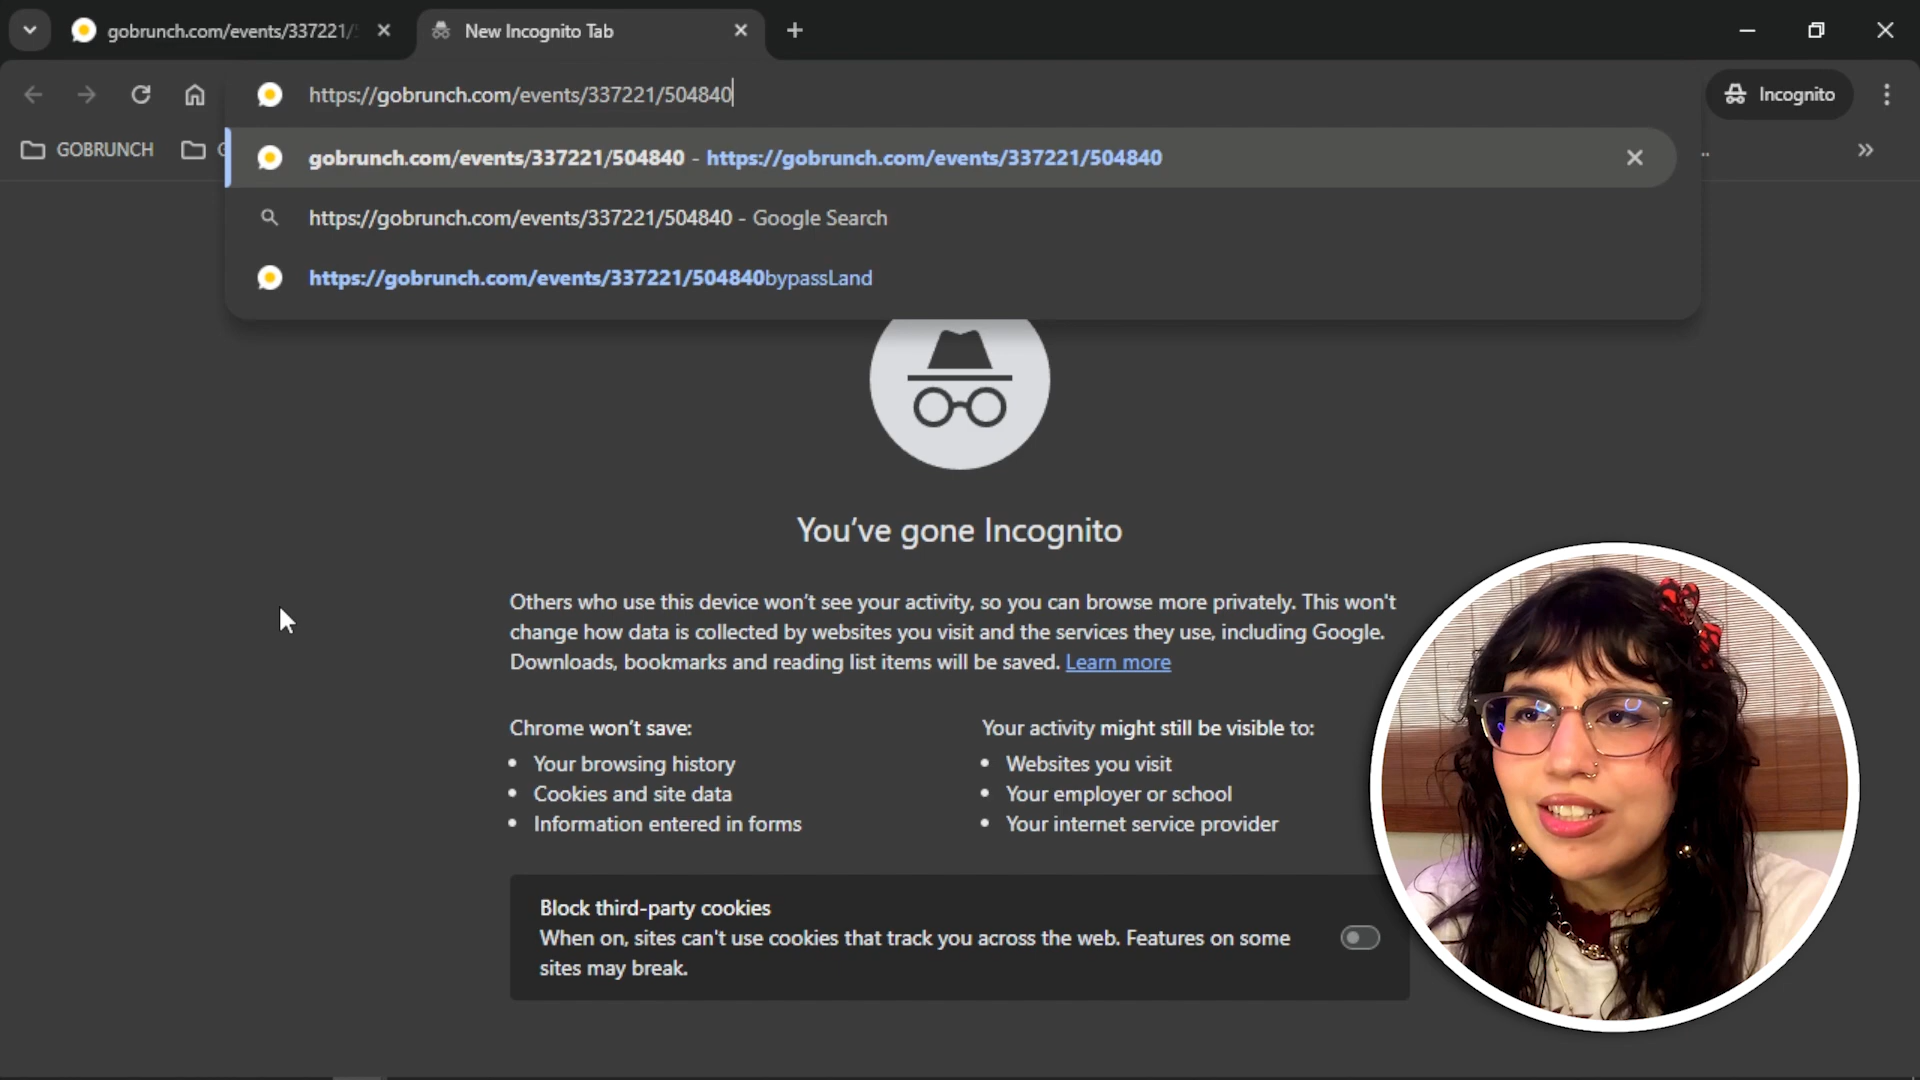 gobrunch.com/events/337221/
New Incognito Tab
https://gobrunch.com/events/337221/504840
Incognito
GOBRUNCH
gobrunch.com/events/337221/504840 - https://gobrunch.com/events/337221/504840
https://gobrunch.com/events/337221/504840 - Google Search
https://gobrunch.com/events/337221/504840bypassLand
You've gone Incognito
Others who use this device won't see your activity, so you can browse more privately. This won't
change how data is collected by websites you visit and the services they use, including Google.
Downloads, bookmarks and reading list items will be saved. Learn more
Chrome won't save:
Your browsing history
Cookies and site data
Information entered in forms
Your activity might still be visible to:
Websites you visit
Your employer or school
Your internet service provider
Block third-party cookies
When on, sites can't use cookies that track you across the web. Features on some
sites may break.